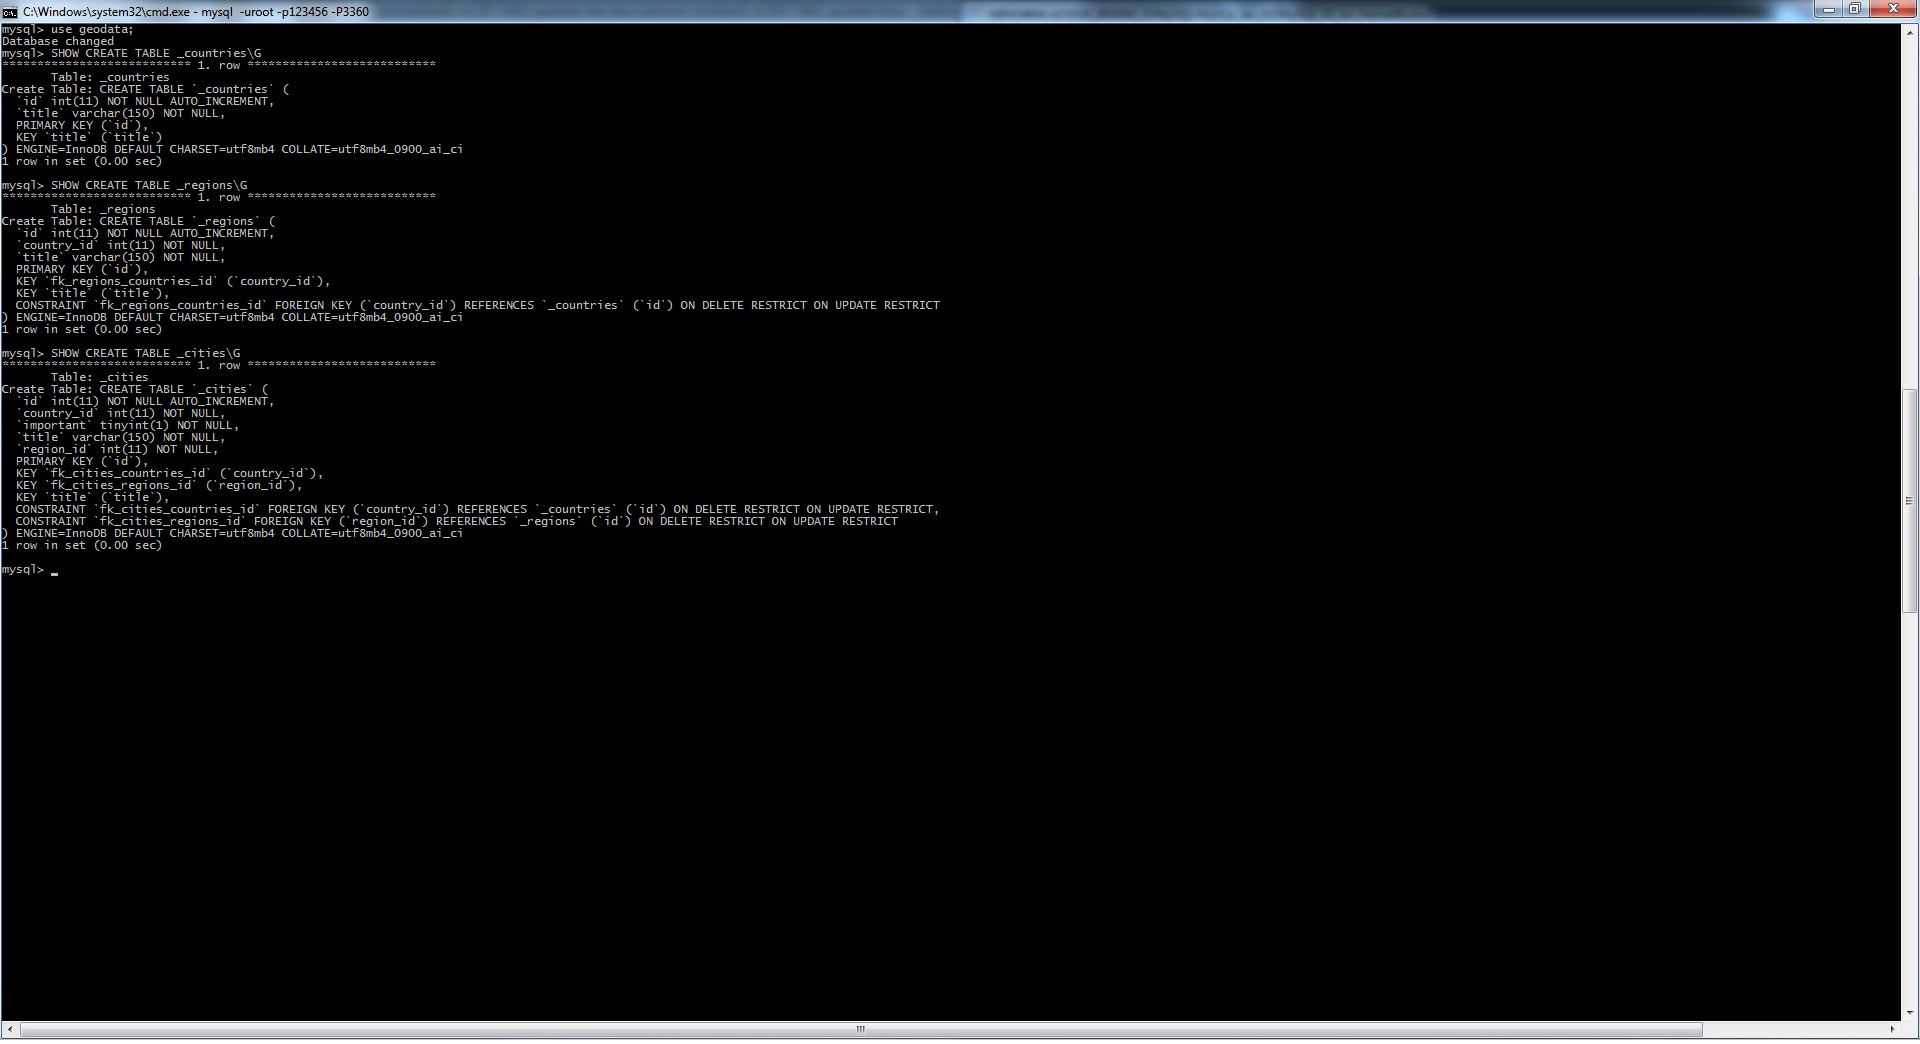 C:\Windows\system32\cmd.exe - mysql  -uroot -p123456 -P3360
mysql> use geodata;
Database changed
mysql> SHOW CREATE TABLE _countries\G
*************************** 1. row ***************************
       Table: _countries
Create Table: CREATE TABLE `_countries` (
  `id` int(11) NOT NULL AUTO_INCREMENT,
  `title` varchar(150) NOT NULL,
  PRIMARY KEY (`id`),
  KEY `title` (`title`)
) ENGINE=InnoDB DEFAULT CHARSET=utf8mb4 COLLATE=utf8mb4_0900_ai_ci
1 row in set (0.00 sec)
mysql> SHOW CREATE TABLE _regions\G
*************************** 1. row ***************************
       Table: _regions
Create Table: CREATE TABLE `_regions` (
  `id` int(11) NOT NULL AUTO_INCREMENT,
  `country_id` int(11) NOT NULL,
  `title` varchar(150) NOT NULL,
  PRIMARY KEY (`id`),
  KEY `fk_regions_countries_id` (`country_id`),
  KEY `title` (`title`),
  CONSTRAINT `fk_regions_countries_id` FOREIGN KEY (`country_id`) REFERENCES `_countries` (`id`) ON DELETE RESTRICT ON UPDATE RESTRICT
) ENGINE=InnoDB DEFAULT CHARSET=utf8mb4 COLLATE=utf8mb4_0900_ai_ci
1 row in set (0.00 sec)
mysql> SHOW CREATE TABLE _cities\G
*************************** 1. row ***************************
       Table: _cities
Create Table: CREATE TABLE `_cities` (
  `id` int(11) NOT NULL AUTO_INCREMENT,
  `country_id` int(11) NOT NULL,
  `important` tinyint(1) NOT NULL,
  `title` varchar(150) NOT NULL,
  `region_id` int(11) NOT NULL,
  PRIMARY KEY (`id`),
  KEY `fk_cities_countries_id` (`country_id`),
  KEY `fk_cities_regions_id` (`region_id`),
  KEY `title` (`title`),
  CONSTRAINT `fk_cities_countries_id` FOREIGN KEY (`country_id`) REFERENCES `_countries` (`id`) ON DELETE RESTRICT ON UPDATE RESTRICT,
  CONSTRAINT `fk_cities_regions_id` FOREIGN KEY (`region_id`) REFERENCES `_regions` (`id`) ON DELETE RESTRICT ON UPDATE RESTRICT
) ENGINE=InnoDB DEFAULT CHARSET=utf8mb4 COLLATE=utf8mb4_0900_ai_ci
1 row in set (0.00 sec)
mysql> _